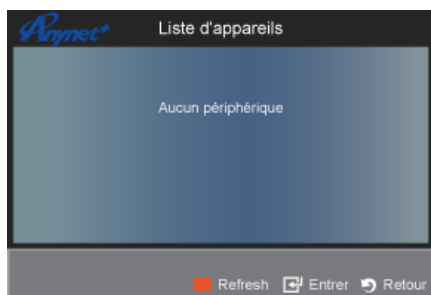 Anynet+
Liste d'appareils
Aucun périphérique
Refresh Entrer Retour